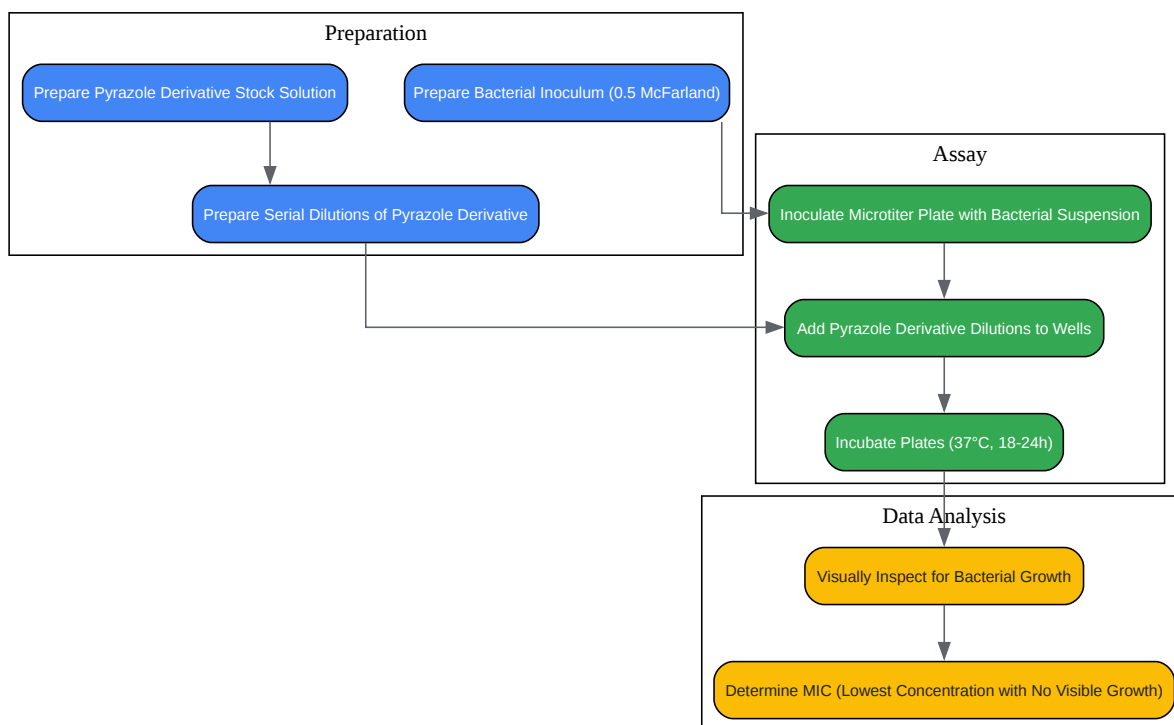 Preparation
Prepare Pyrazole Derivative Stock Solution
Prepare Bacterial Inoculum (0.5 McFarland)
Prepare Serial Dilutions of Pyrazole Derivative
Assay
Inoculate Microtiter Plate with Bacterial Suspension
Add Pyrazole Derivative Dilutions to Wells
Incubate Plates (37°C, 18-24h)
Data Analysis
Visually Inspect for Bacterial Growth
Determine MIC (Lowest Concentration with No Visible Growth)